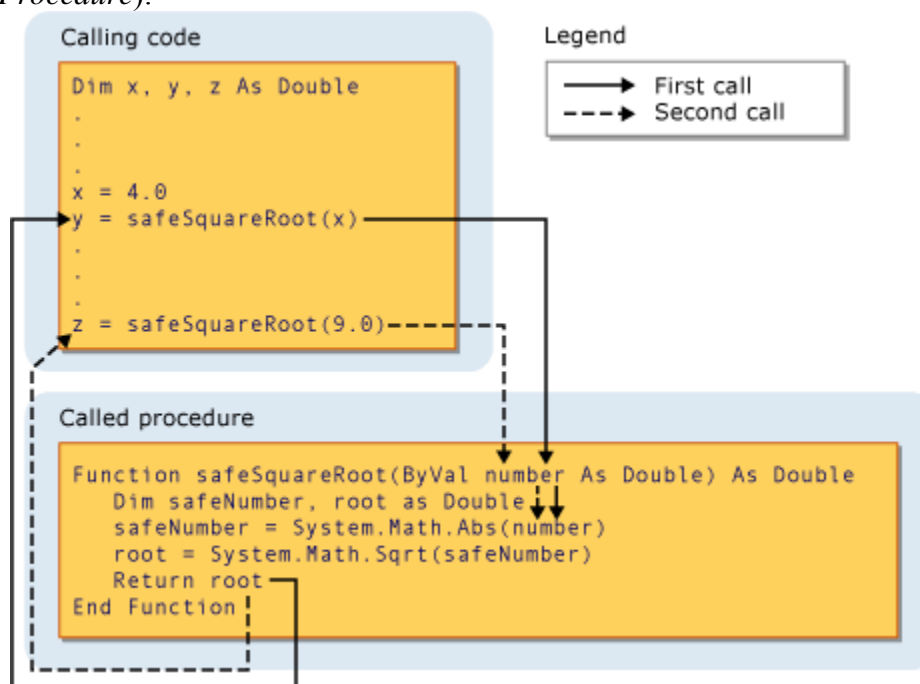 Procedure).
Calling code
Dim x, y, z As Double
.
.
.
x = 4.0
y = safeSquareRoot(x)
.
.
.
z = safeSquareRoot(9.0)
Legend
First call
Second call
Called procedure
Function safeSquareRoot(ByVal number As Double) As Double
Dim safeNumber, root as Double
safeNumber = System.Math.Abs(number)
root = System.Math.Sqrt(safeNumber)
Return root
End Function